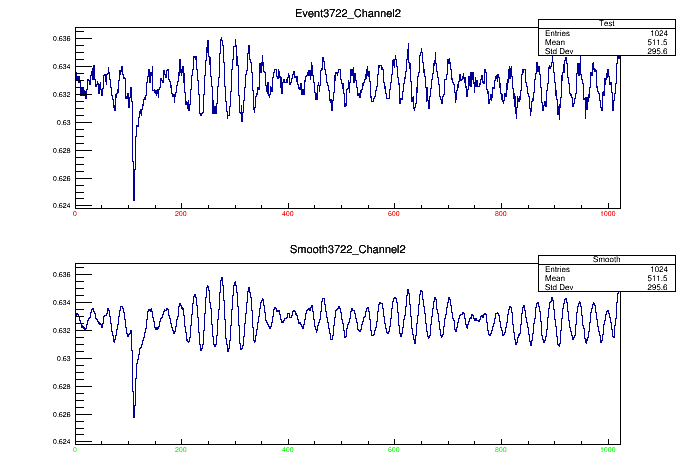 Event3722_Channel2
Test
Entries 1024
Mean 511.5
Std Dev 295.6
0.636
0.634
0.632
0.63
0.628
0.626
0.624
0 200 400 600 800 1000
Smooth3722_Channel2
Smooth
Entries 1024
Mean 511.5
Std Dev 295.6
0.636
0.634
0.632
0.63
0.628
0.626
0.624
0 200 400 600 800 1000